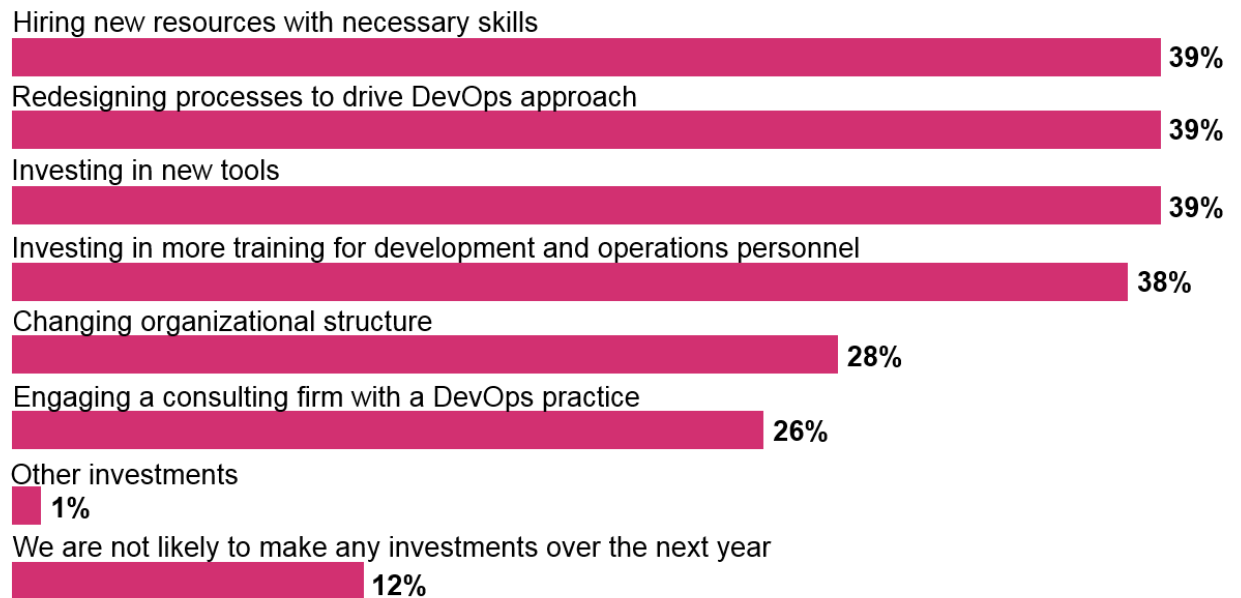 Hiring new resources with necessary skills
39%
Redesigning processes to drive DevOps approach
39%
Investing in new tools
39%
Investing in more training for development and operations personnel
38%
Changing organizational structure
28%
Engaging a consulting firm with a DevOps practice
26%
Other investments
1%
We are not likely to make any investments over the next year
12%